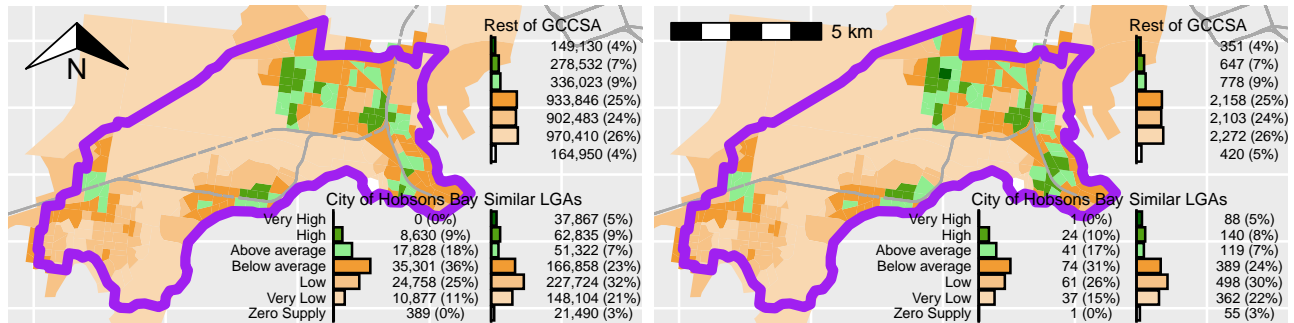 N
Rest of GCCSA
149,130 (4%)
278,532 (7%)
336,023 (9%)
933,846 (25%)
902,483 (24%)
970,410 (26%)
164,950 (4%)
City of Hobsons Bay Similar LGAs
Very High 0 (0%) 37,867 (5%)
High 8,630 (9%) 62,835 (9%)
Above average 17,828 (18%) 51,322 (7%)
Below average 35,301 (36%) 166,858 (23%)
Low 24,758 (25%) 227,724 (32%)
Very Low 10,877 (11%) 148,104 (21%)
Zero Supply 389 (0%) 21,490 (3%)
5 km
Rest of GCCSA
351 (4%)
647 (7%)
778 (9%)
2,158 (25%)
2,103 (24%)
2,272 (26%)
420 (5%)
City of Hobsons Bay Similar LGAs
Very High 1 (0%) 88 (5%)
High 24 (10%) 140 (8%)
Above average 41 (17%) 119 (7%)
Below average 74 (31%) 389 (24%)
Low 61 (26%) 498 (30%)
Very Low 37 (15%) 362 (22%)
Zero Supply 1 (0%) 55 (3%)